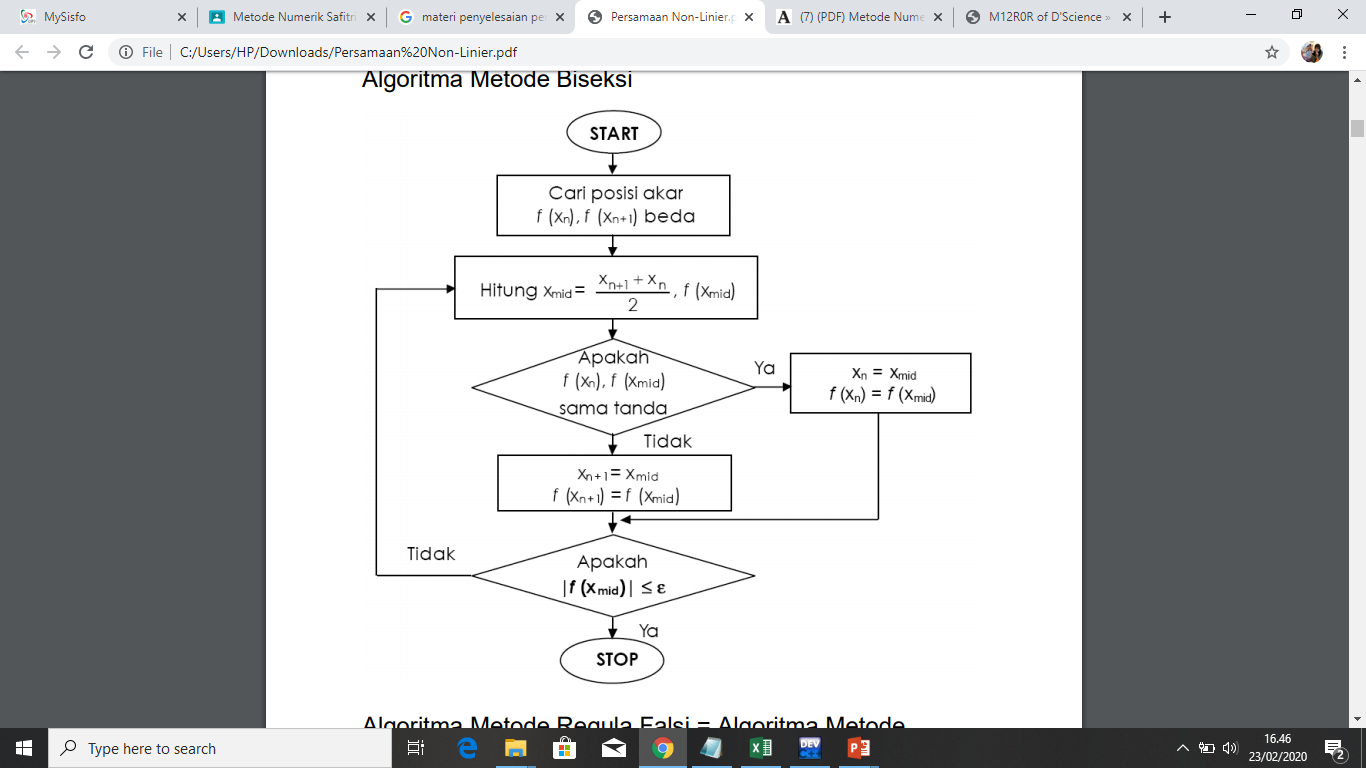 MySisfo
Metode Numerik Safitri
materi penyelesaian pe
Persamaan Non-Linier.p
(7) (PDF) Metode Nume
M12R0R of D'Science »
File | C:/Users/HP/Downloads/Persamaan%20Non-Linier.pdf
Algoritma Metode Biseksi
START
Cari posisi akar
f (xn), f (xn+1) beda
Hitung xmid = (xn+1 + xn)/2 , f (xmid)
Apakah
f (xn), f (xmid)
sama tanda
Ya
xn = xmid
f (xn) = f (xmid)
Tidak
xn+1 = xmid
f (xn+1) = f (xmid)
Tidak
Apakah
|f (xmid)| ≤ ε
Ya
STOP
Algoritma Metode Regula Falsi = Algoritma Metode
Type here to search
DEV
16.46
23/02/2020
2